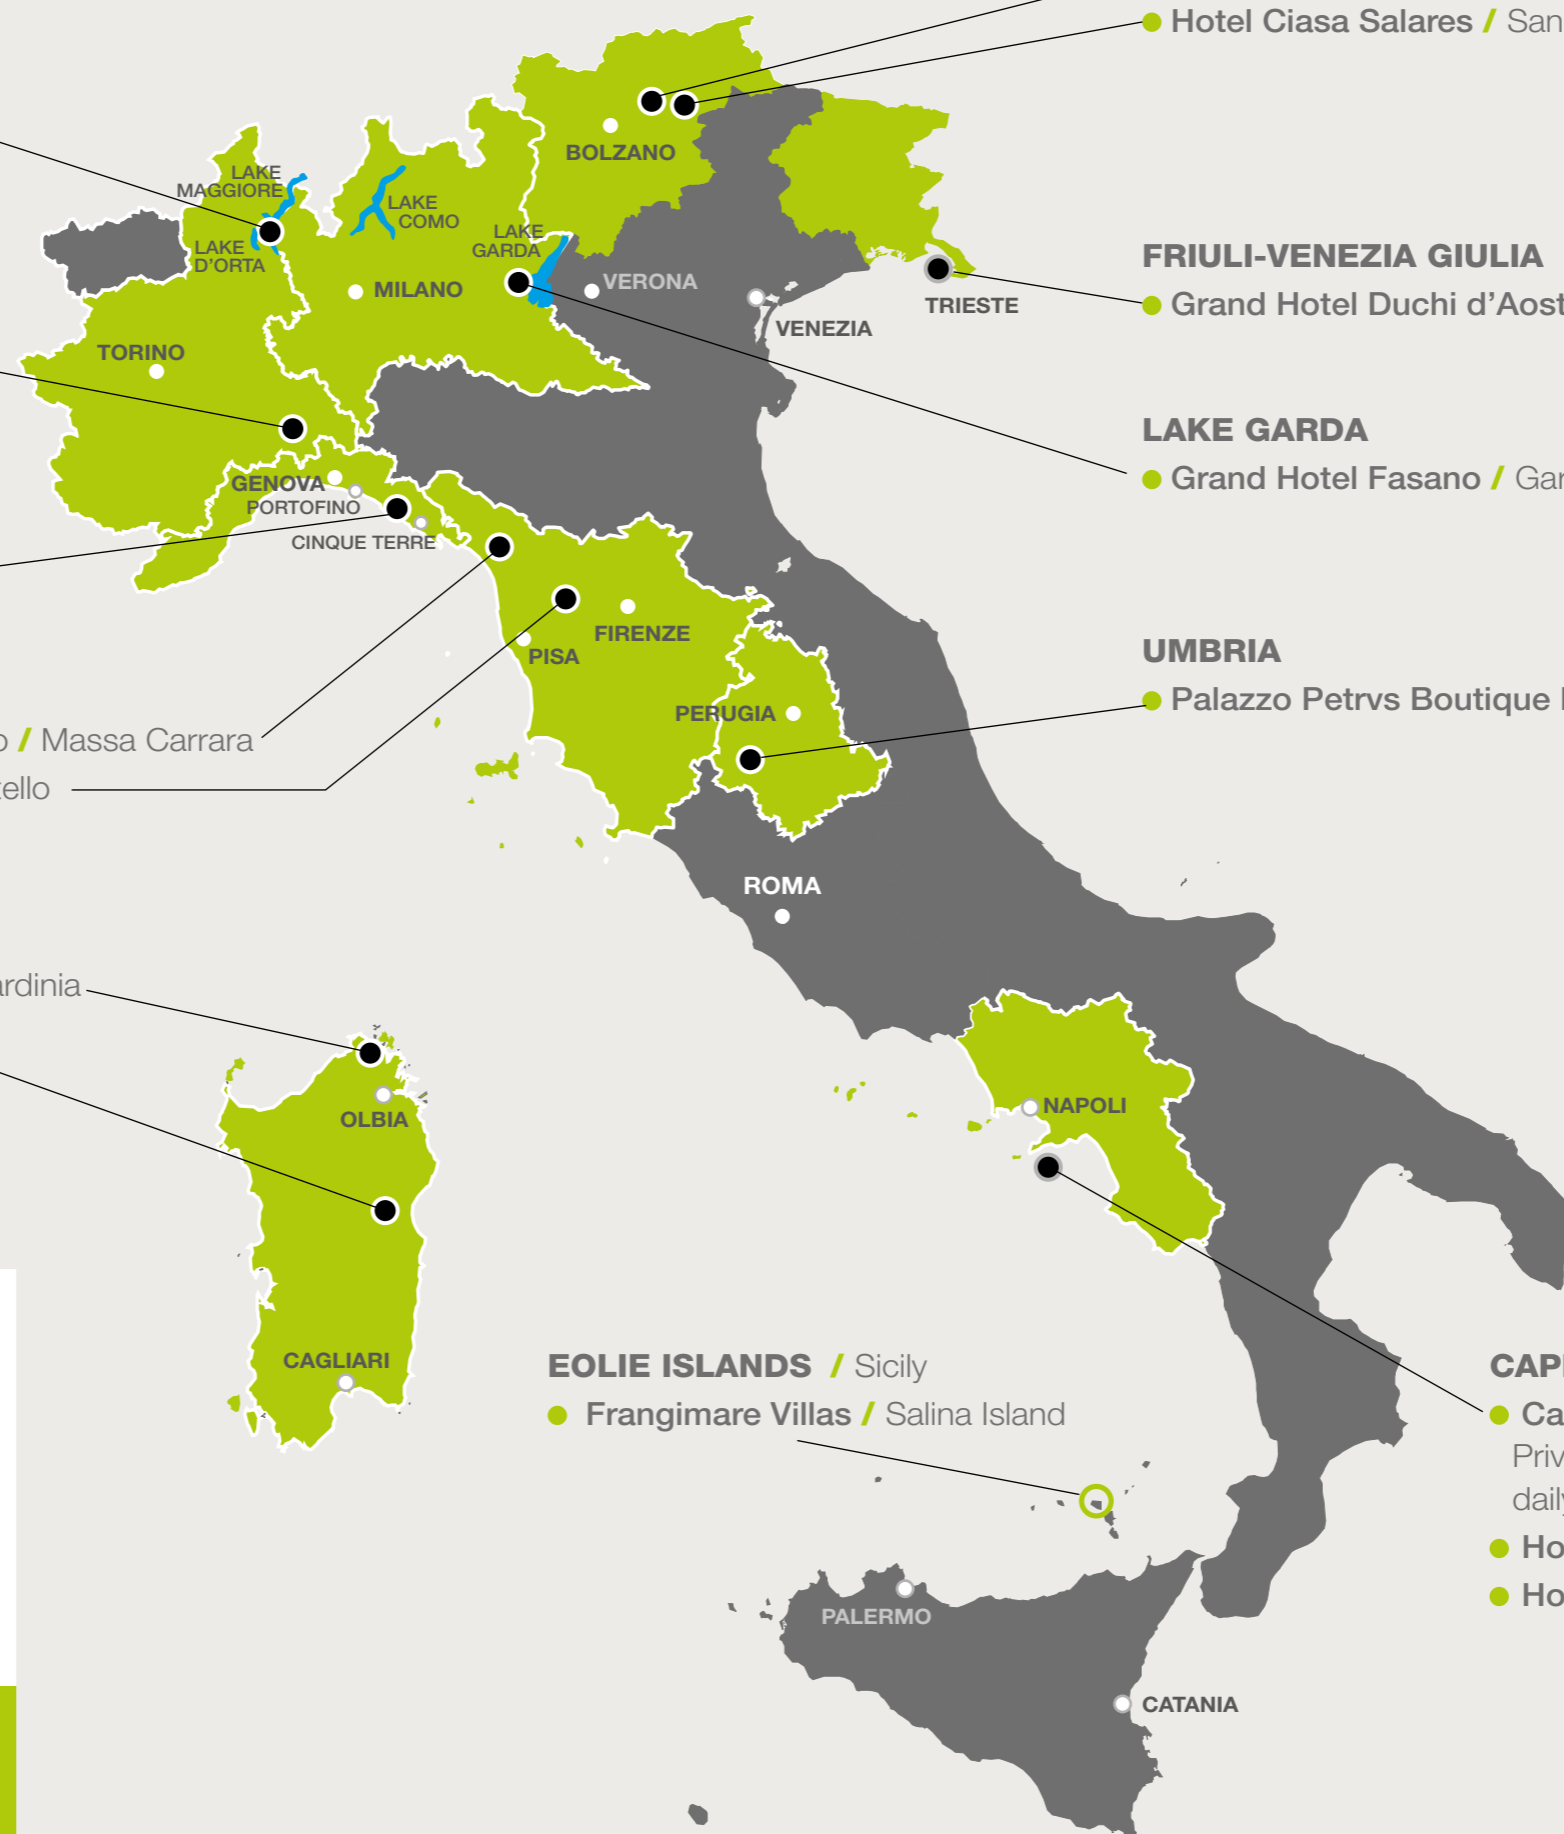 Hotel Ciasa Salares / San
BOLZANO
LAKE
MAGGIORE
LAKE
COMO
LAKE
GARDA
LAKE
D'ORTA
MILANO
VERONA
VENEZIA
TRIESTE
FRIULI-VENEZIA GIULIA
Grand Hotel Duchi d’Aost
TORINO
LAKE GARDA
Grand Hotel Fasano / Gar
GENOVA
PORTOFINO
CINQUE TERRE
FIRENZE
PISA
UMBRIA
Palazzo Petrvs Boutique
PERUGIA
/ Massa Carrara
tello
ROMA
ardinia
OLBIA
NAPOLI
CAGLIARI
EOLIE ISLANDS / Sicily
Frangimare Villas / Salina Island
CAP
Ca
Priv
daily
Ho
Ho
PALERMO
CATANIA